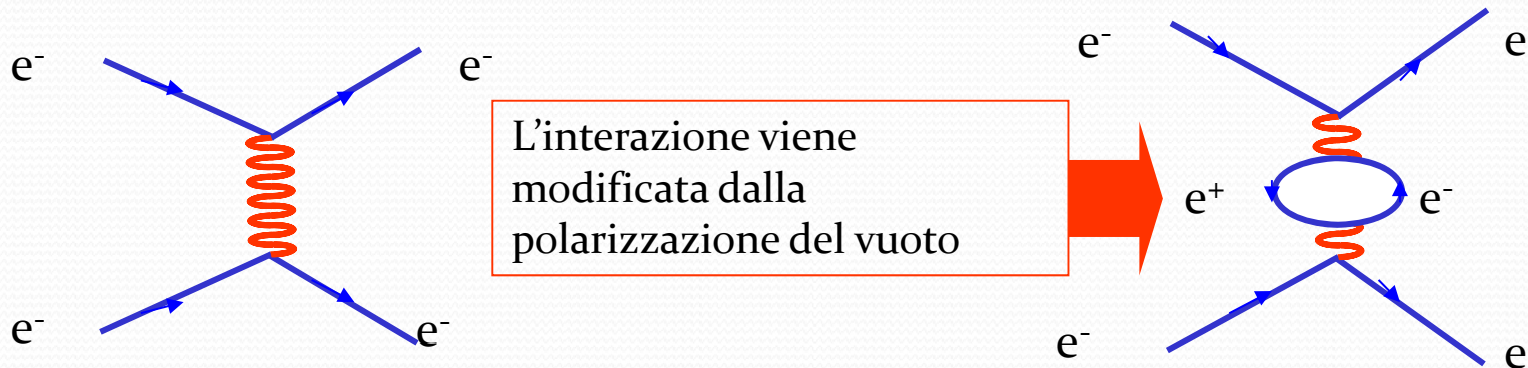 e⁻ e⁻
e⁻ e
L'interazione viene
modificata dalla
polarizzazione del vuoto
e⁺ e⁻
e⁻ e⁻
e⁻ e